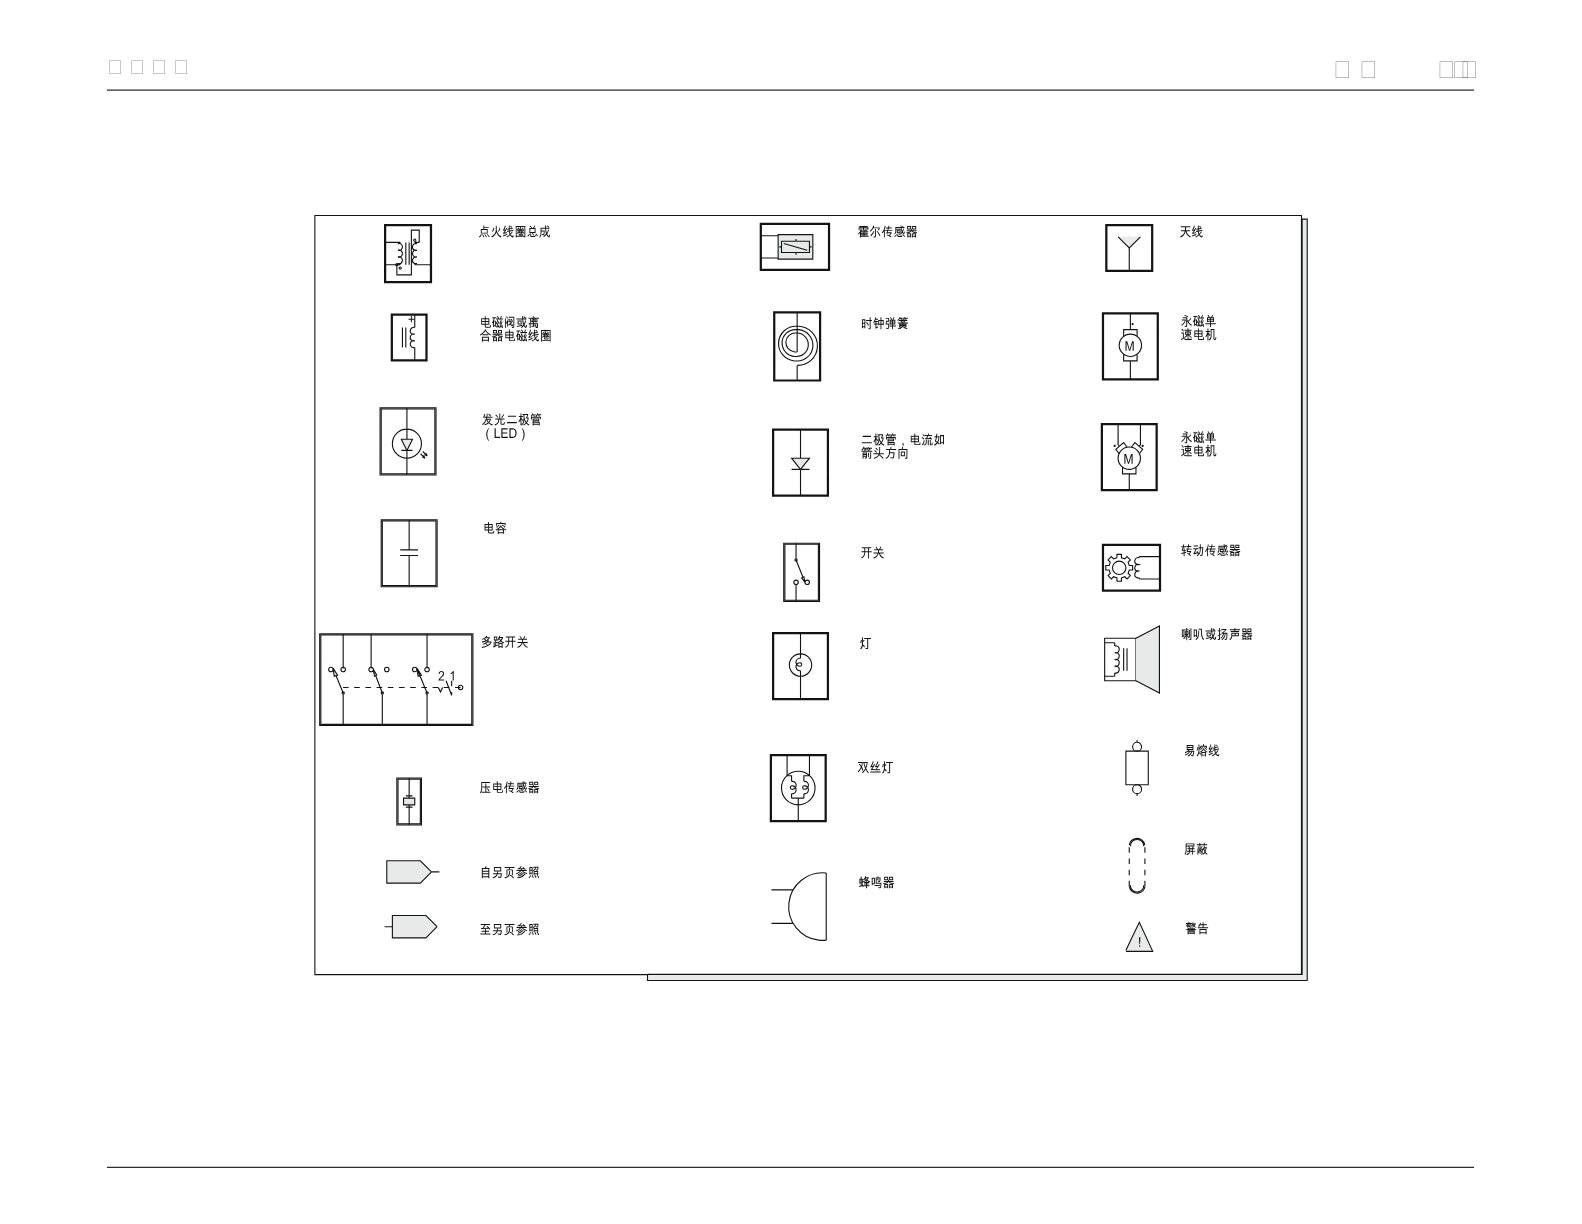 点火线圈总成
电磁阀或离
合器电磁线圈
发光二极管
（ LED ）
电容
多路开关
2 1
压电传感器
自另页参照
至另页参照
霍尔传感器
时钟弹簧
二极管，电流如
箭头方向
开关
灯
双丝灯
蜂鸣器
天线
M
永磁单
速电机
M
永磁单
速电机
转动传感器
喇叭或扬声器
易熔线
屏蔽
!
警告